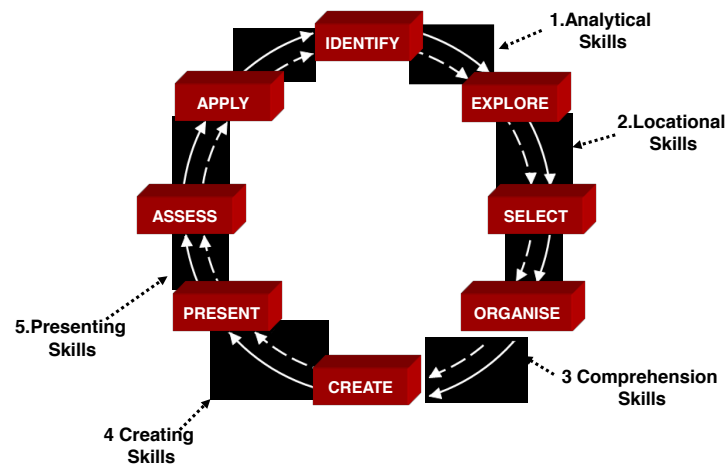 IDENTIFY
1.Analytical
Skills
EXPLORE
2.Locational
Skills
SELECT
ORGANISE
3 Comprehension
Skills
CREATE
4 Creating
Skills
PRESENT
5.Presenting
Skills
ASSESS
APPLY